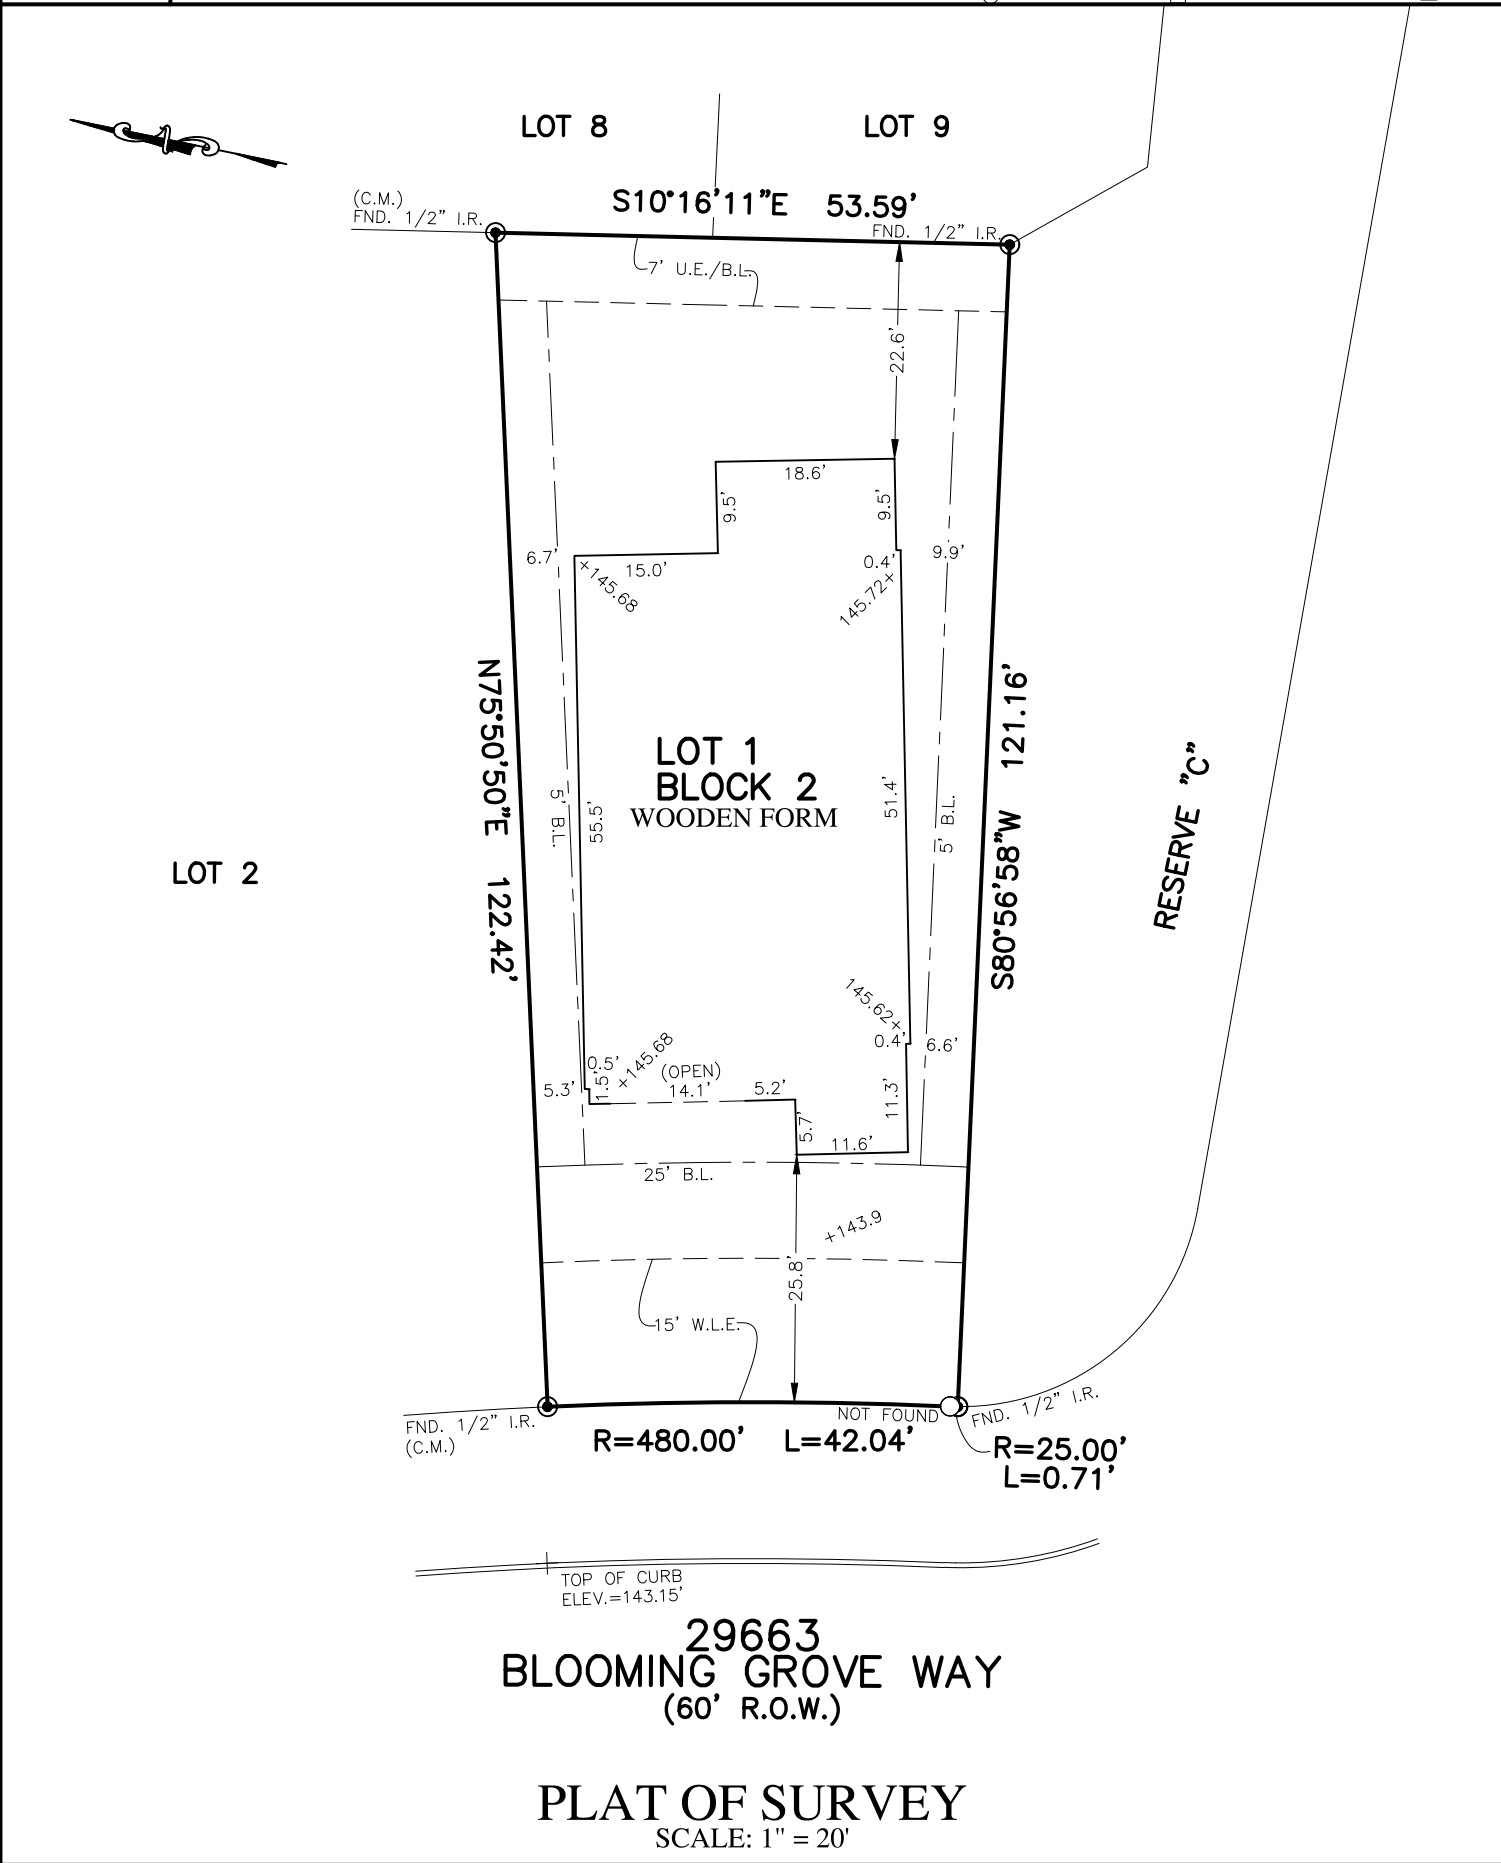 LOT 8
LOT 9
(C.M.)
FND. 1/2" I.R.
S10°16'11"E 53.59'
FND. 1/2" I.R.
7' U.E./B.L.
22.6'
18.6'
9.5'
9.5'
6.7'
15.0'
+145.68
0.4'
145.72+
9.9'
N75°50'50"E 122.42'
5' B.L.
55.5'
LOT 1
BLOCK 2
WOODEN FORM
51.4'
5' B.L.
S80°56'58"W 121.16'
RESERVE "C"
LOT 2
145.62+
0.4'
6.6'
5.3'
0.5'
1.5'
+145.68
(OPEN)
14.1'
5.2'
5.7'
11.3'
11.6'
25' B.L.
+143.9
25.8'
15' W.L.E.
FND. 1/2" I.R.
(C.M.)
NOT FOUND
FND. 1/2" I.R.
R=480.00' L=42.04'
R=25.00'
L=0.71'
TOP OF CURB
ELEV.=143.15'
29663
BLOOMING GROVE WAY
(60' R.O.W.)
PLAT OF SURVEY
SCALE: 1" = 20'